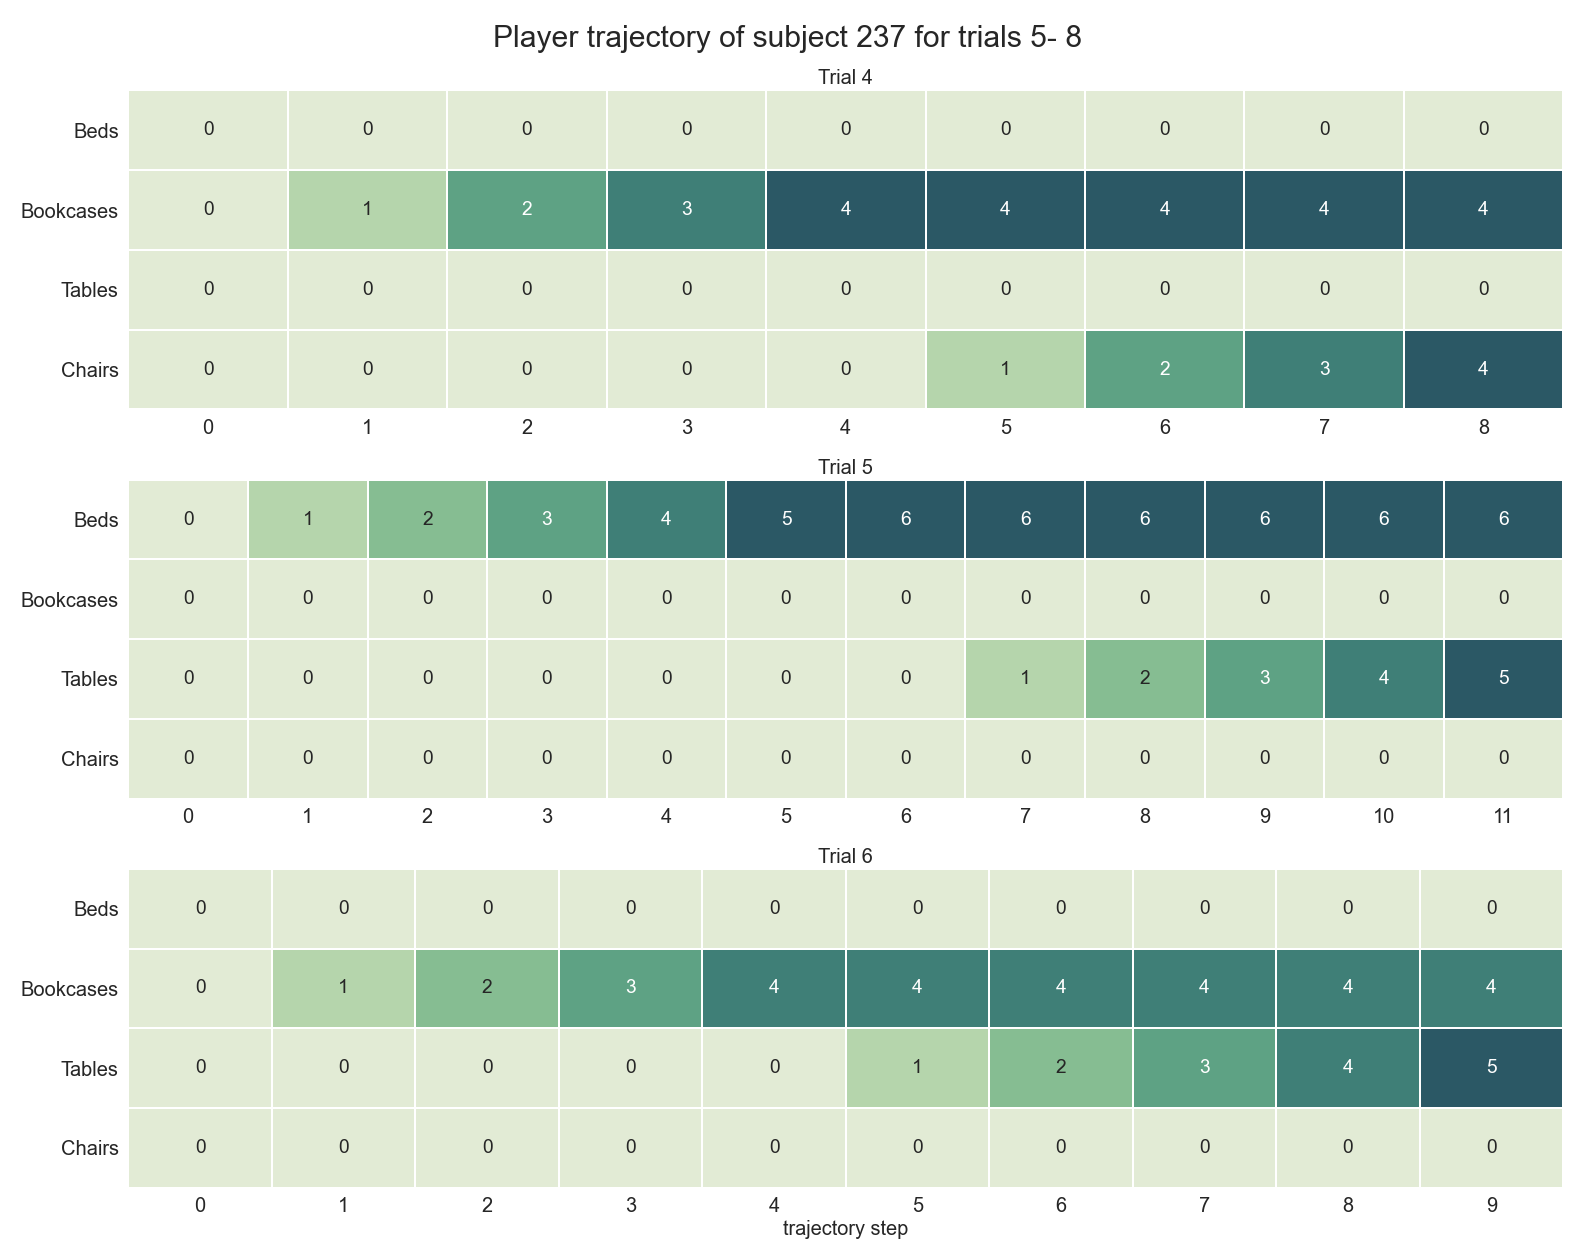 Player trajectory of subject 237 for trials 5- 8
Trial 4
Beds 0 0 0 0 0 0 0 0 0
Bookcases 0 1 2 3 4 4 4 4 4
Tables 0 0 0 0 0 0 0 0 0
Chairs 0 0 0 0 0 1 2 3 4
0 1 2 3 4 5 6 7 8
Trial 5
Beds 0 1 2 3 4 5 6 6 6 6 6 6
Bookcases 0 0 0 0 0 0 0 0 0 0 0 0
Tables 0 0 0 0 0 0 0 1 2 3 4 5
Chairs 0 0 0 0 0 0 0 0 0 0 0 0
0 1 2 3 4 5 6 7 8 9 10 11
Trial 6
Beds 0 0 0 0 0 0 0 0 0 0
Bookcases 0 1 2 3 4 4 4 4 4 4
Tables 0 0 0 0 0 1 2 3 4 5
Chairs 0 0 0 0 0 0 0 0 0 0
0 1 2 3 4 5 6 7 8 9
trajectory step